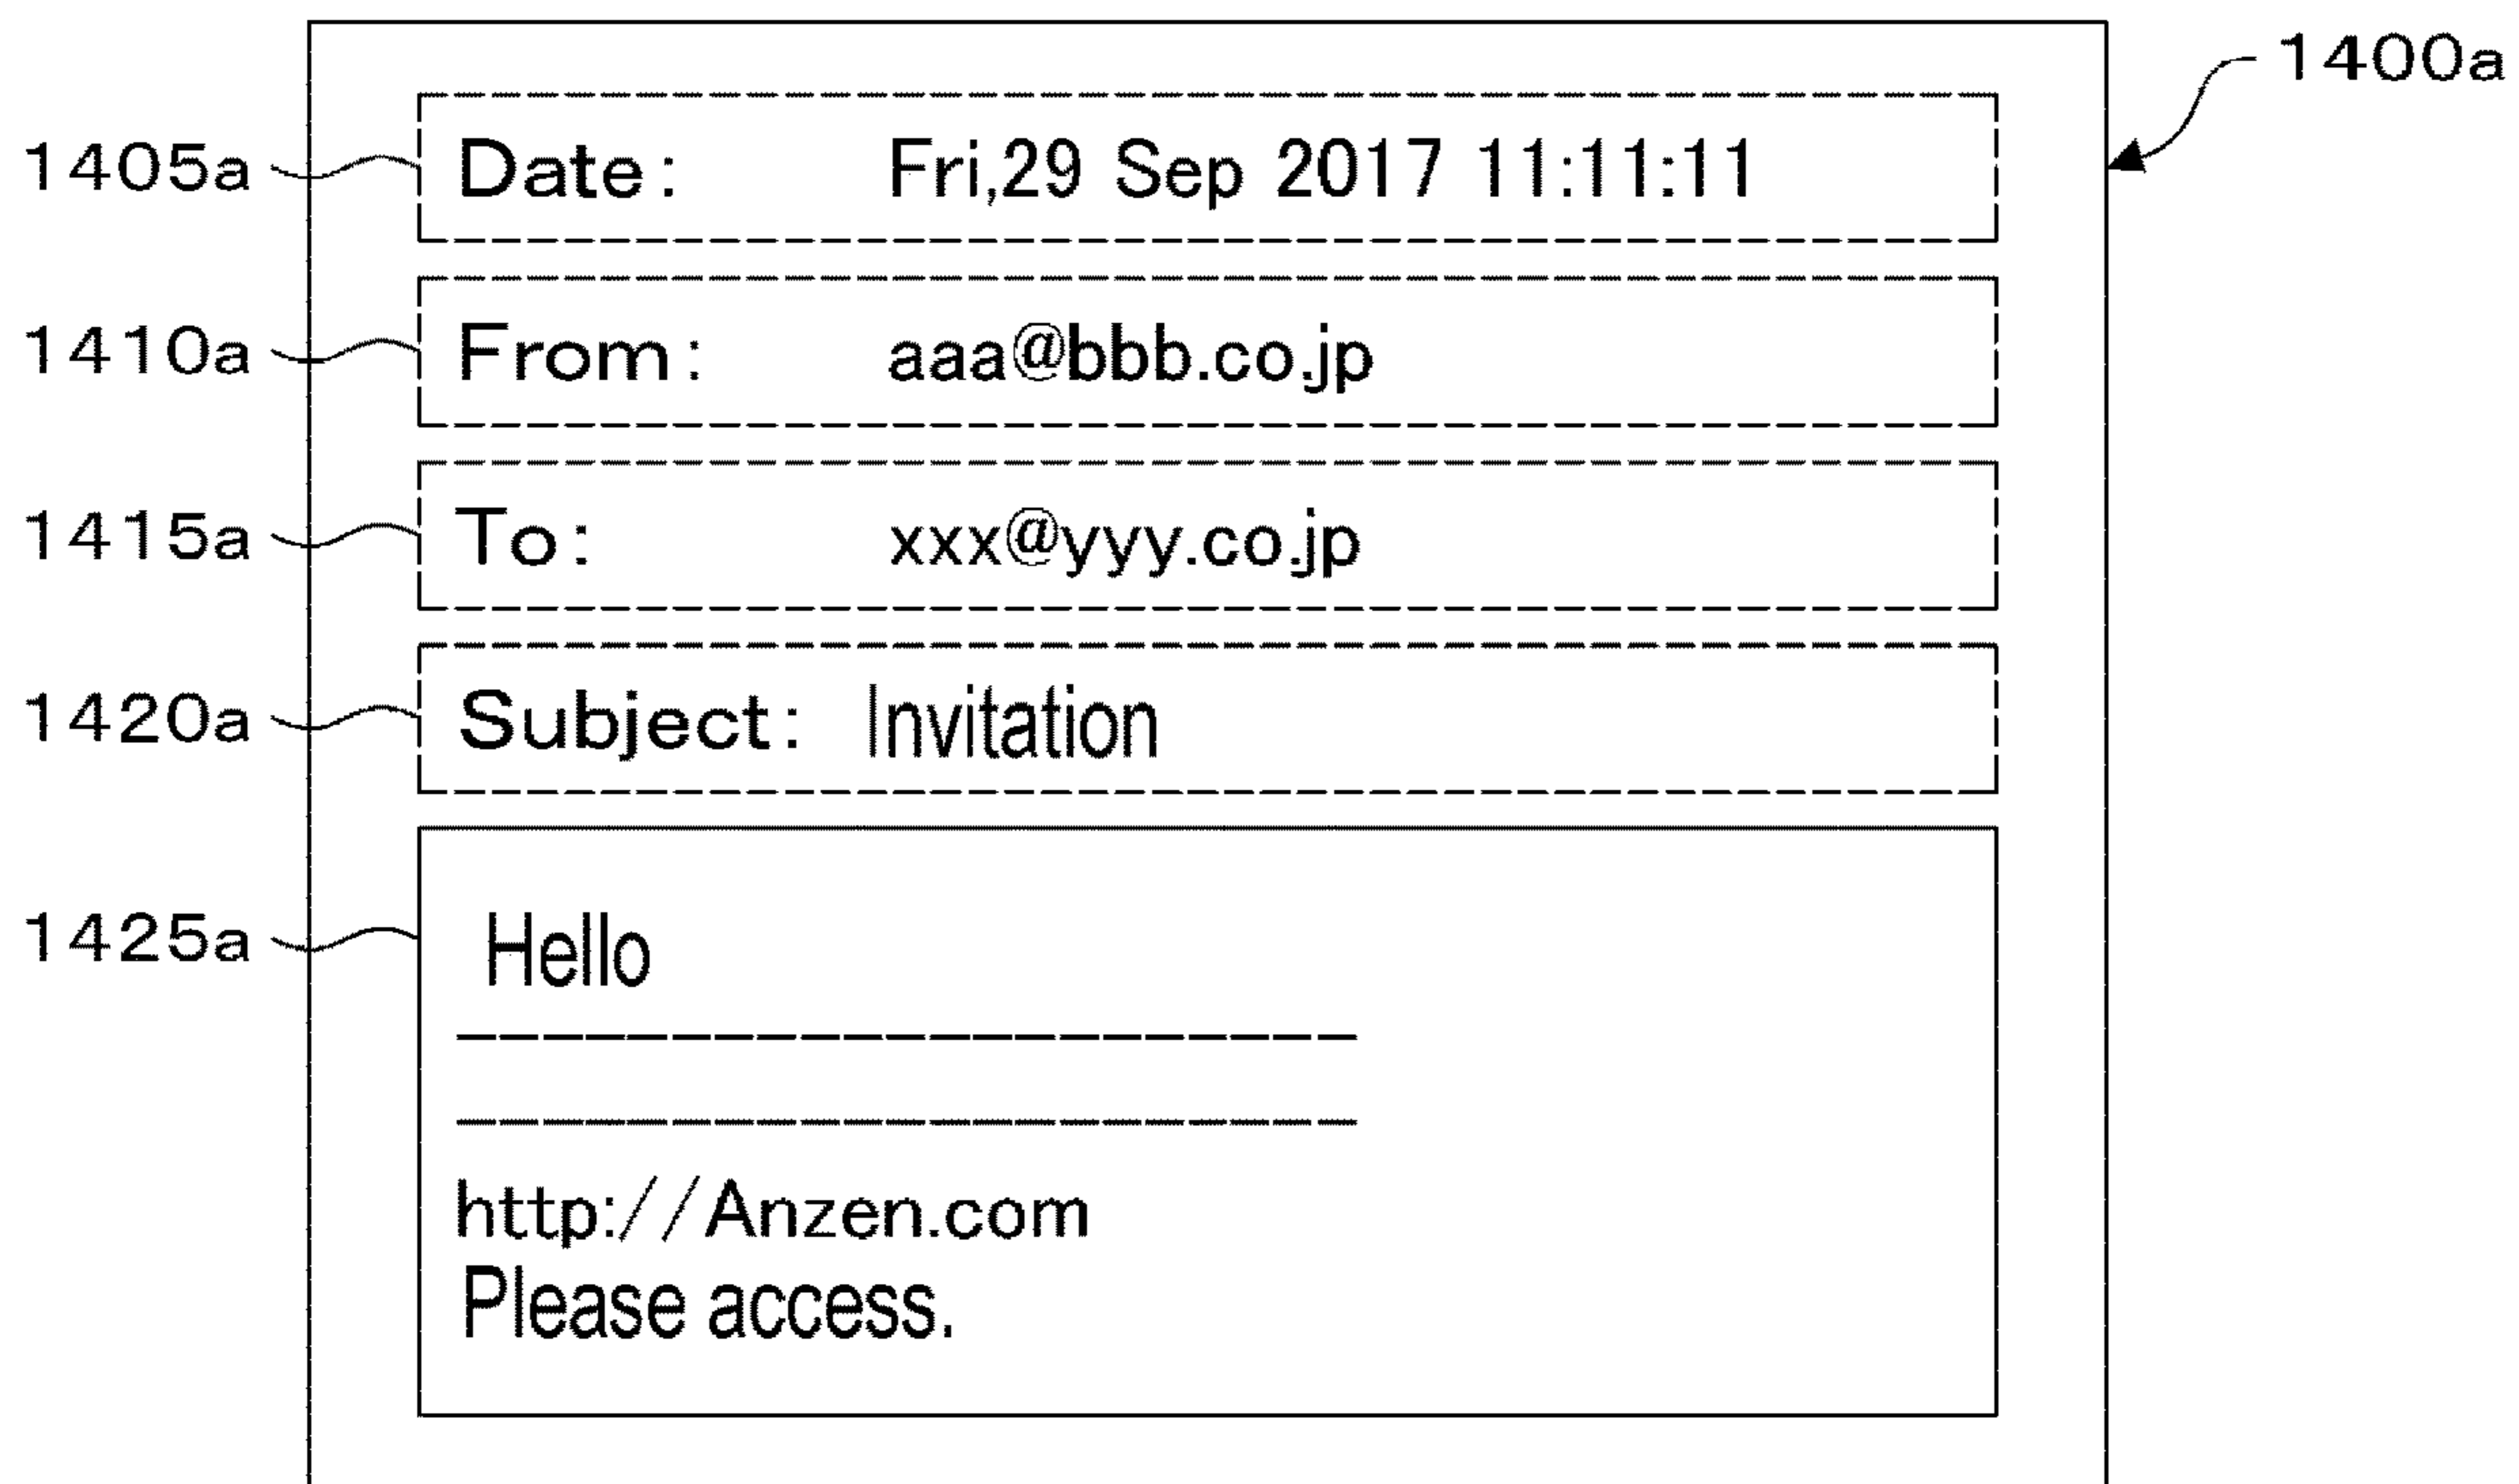 1400a
1405a Date: Fri,29 Sep 2017 11:11:11
1410a From: aaa@bbb.co.jp
1415a To: xxx@yyy.co.jp
1420a Subject: Invitation
1425a Hello
http://Anzen.com
Please access.